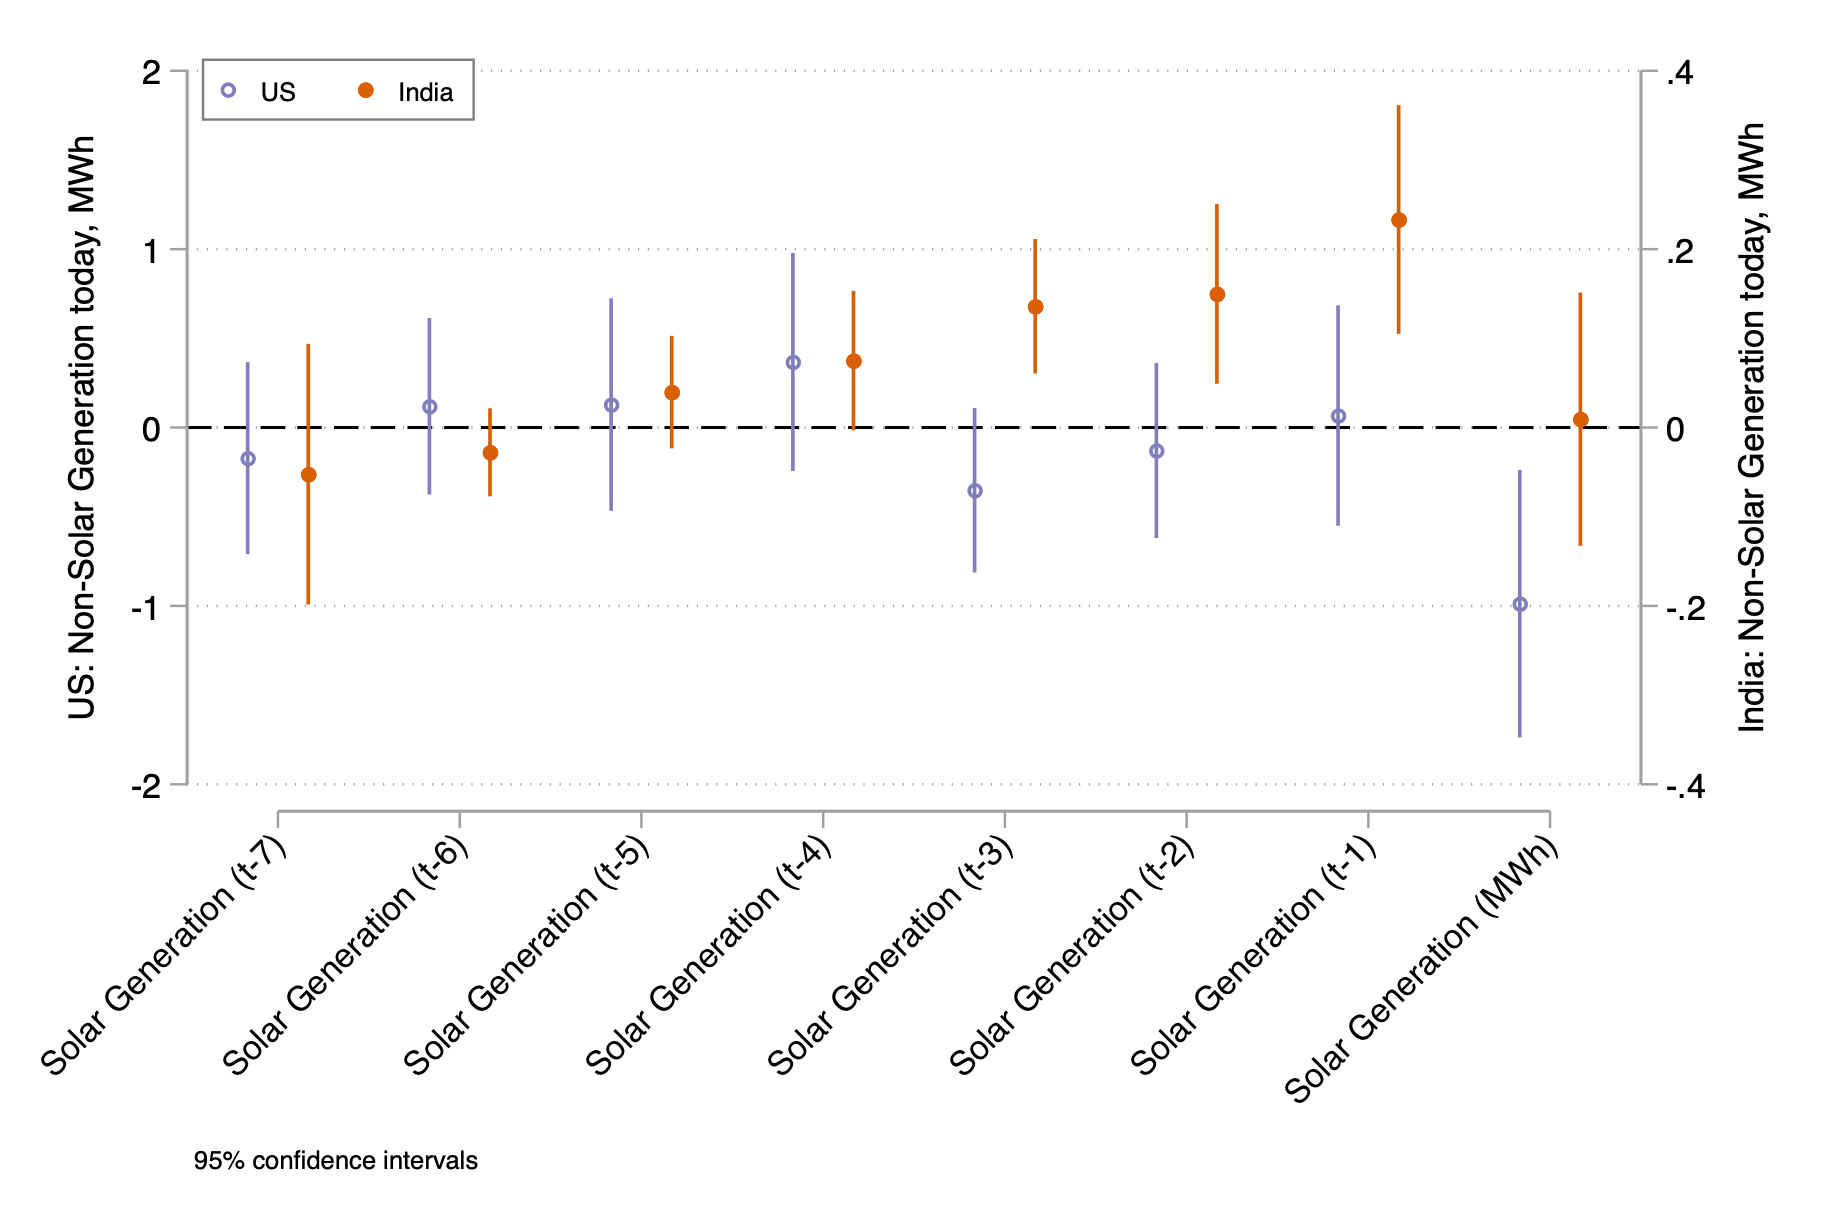 US India
US: Non-Solar Generation today, MWh
2
1
0
-1
-2
.4
.2
0
-.2
-.4
India: Non-Solar Generation today, MWh
Solar Generation (t-7)
Solar Generation (t-6)
Solar Generation (t-5)
Solar Generation (t-4)
Solar Generation (t-3)
Solar Generation (t-2)
Solar Generation (t-1)
Solar Generation (MWh)
95% confidence intervals